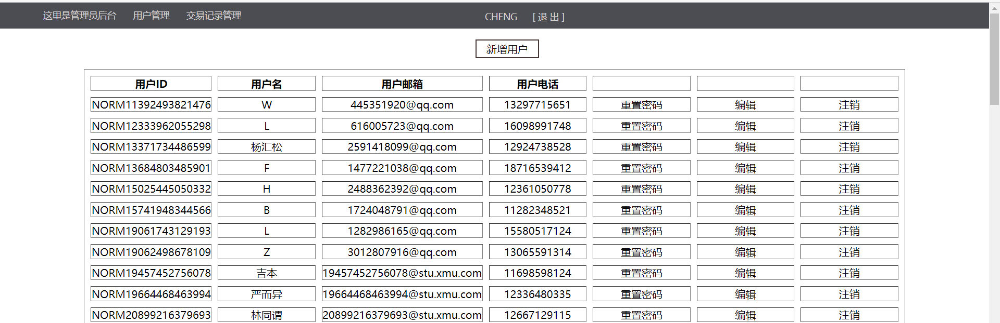 这里是管理员后台 用户管理 交易记录管理 CHENG [ 退 出 ]
新增用户
用户ID 用户名 用户邮箱 用户电话
NORM11392493821476 W 445351920@qq.com 13297715651 重置密码 编辑 注销
NORM12333962055298 L 616005723@qq.com 16098991748 重置密码 编辑 注销
NORM13371734486599 杨汇松 2591418099@qq.com 12924738528 重置密码 编辑 注销
NORM13684803485901 F 1477221038@qq.com 18716539412 重置密码 编辑 注销
NORM15025445050332 H 2488362392@qq.com 12361050778 重置密码 编辑 注销
NORM15741948344566 B 1724048791@qq.com 11282348521 重置密码 编辑 注销
NORM19061743129193 L 1282986165@qq.com 15580517124 重置密码 编辑 注销
NORM19062498678109 Z 3012807916@qq.com 13065591314 重置密码 编辑 注销
NORM19457452756078 吉本 19457452756078@stu.xmu.com 11698598124 重置密码 编辑 注销
NORM19664468463994 严而异 19664468463994@stu.xmu.com 12336480335 重置密码 编辑 注销
NORM20899216379693 林同谓 20899216379693@stu.xmu.com 12667129115 重置密码 编辑 注销